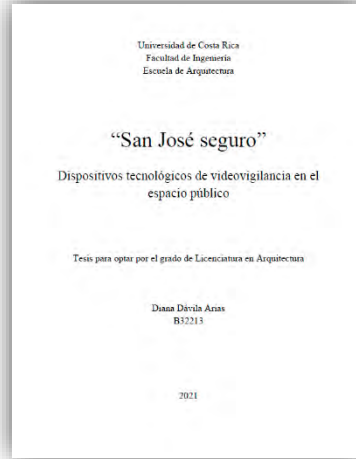 Universidad de Costa Rica
Facultad de Ingeniería
Escuela de Arquitectura
“San José seguro”
Dispositivos tecnológicos de videovigilancia en el
espacio público
Tesis para optar por el grado de Licenciatura en Arquitectura
Diana Dávila Arias
B32213
2021